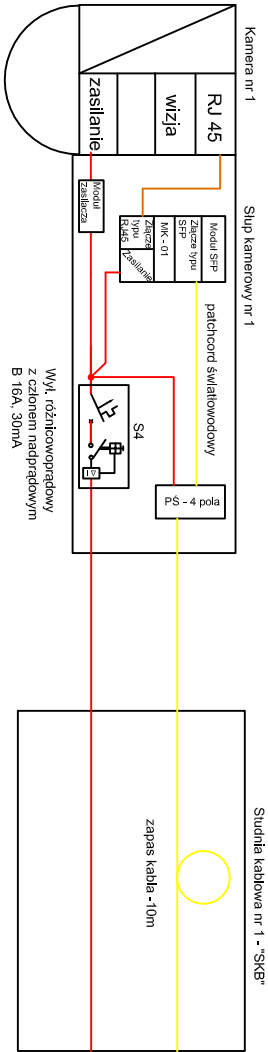 Kamera nr 1
RJ 45
wizja
zasilanie
Słup kamerowy nr 1
Moduł SFP
Złącze typu
SFP
MK - 01
Złącze
typu
RJ45
Zasilanie
Moduł
zasilacza
patchcord światłowodowy
S4
I∆
Wył. różnicowoprądowy
z członem nadprądowym
B 16A, 30mA
PŚ - 4 pola
Studnia kablowa nr 1 - "SKB"
zapas kabla -10m